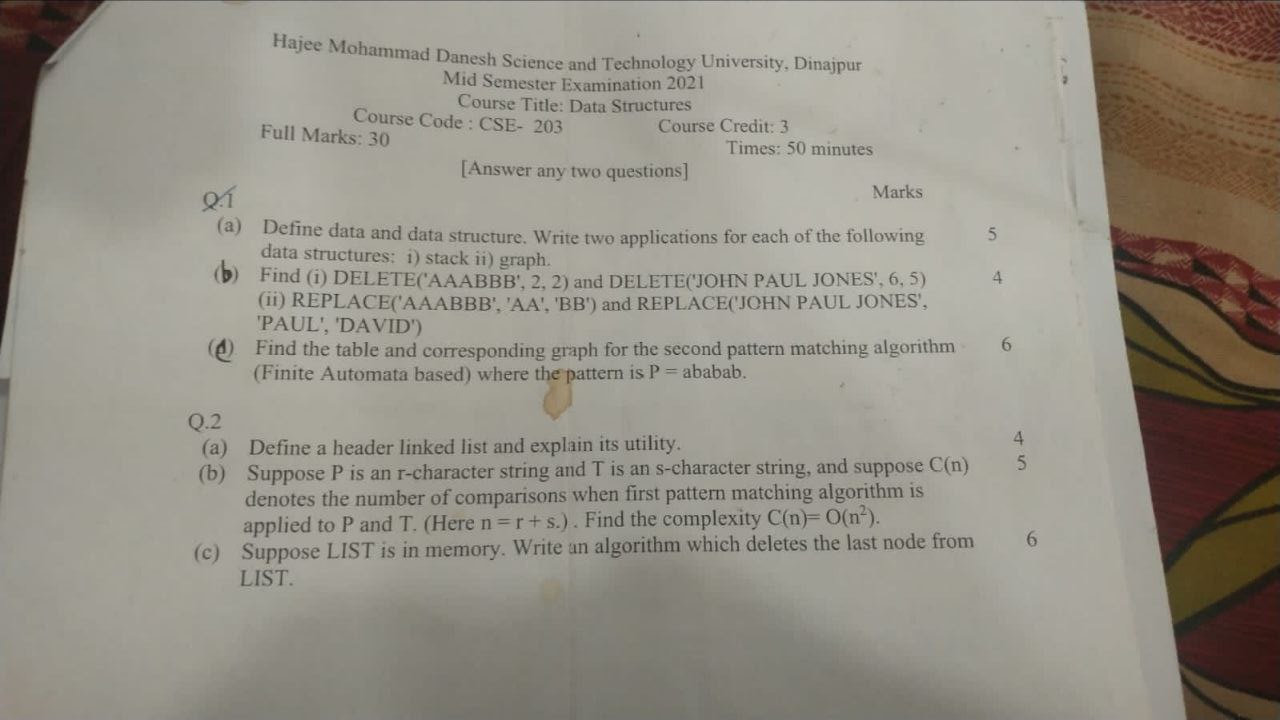 Hajee Mohammad Danesh Science and Technology University, Dinajpur
Mid Semester Examination 2021
Course Title: Data Structures
Course Code : CSE- 203 Course Credit: 3
Full Marks: 30 Times: 50 minutes
[Answer any two questions]
Marks
Q.1
(a) Define data and data structure. Write two applications for each of the following 5
data structures: i) stack ii) graph.
(b) Find (i) DELETE('AAABBB', 2, 2) and DELETE('JOHN PAUL JONES', 6, 5) 4
(ii) REPLACE('AAABBB', 'AA', 'BB') and REPLACE('JOHN PAUL JONES',
'PAUL', 'DAVID')
Find the table and corresponding graph for the second pattern matching algorithm 6
(Finite Automata based) where the pattern is P = ababab.
Q.2
(a) Define a header linked list and explain its utility. 4
(b) Suppose P is an r-character string and T is an s-character string, and suppose C(n) 5
denotes the number of comparisons when first pattern matching algorithm is
applied to P and T. (Here n = r + s.) . Find the complexity C(n)= O(n²).
(c) Suppose LIST is in memory. Write an algorithm which deletes the last node from 6
LIST.